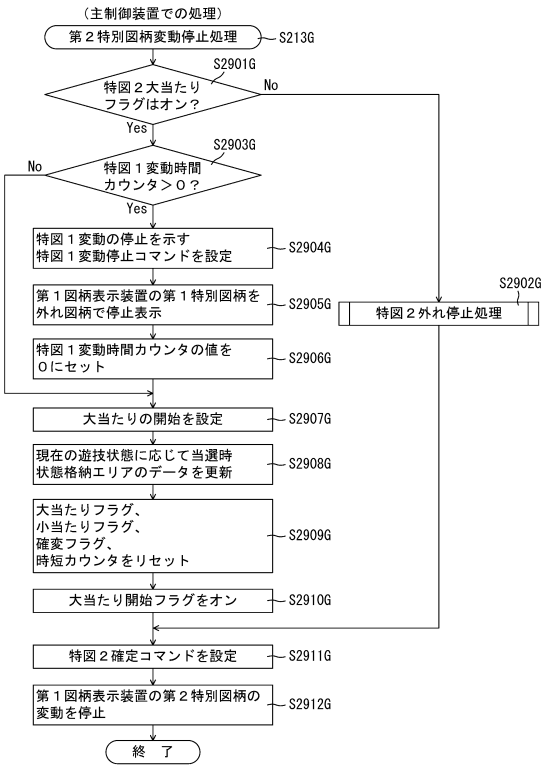 （主制御装置での処理）
第２特別図柄変動停止処理
S213G
S2901G
特図２大当たり
フラグはオン？
No
Yes
S2903G
No
特図１変動時間
カウンタ＞０？
Yes
特図１変動の停止を示す
特図１変動停止コマンドを設定
S2904G
S2902G
特図２外れ停止処理
第１図柄表示装置の第１特別図柄を
外れ図柄で停止表示
S2905G
特図１変動時間カウンタの値を
０にセット
S2906G
大当たりの開始を設定
S2907G
現在の遊技状態に応じて当選時
状態格納エリアのデータを更新
S2908G
大当たりフラグ、
小当たりフラグ、
確変フラグ、
時短カウンタをリセット
S2909G
大当たり開始フラグをオン
S2910G
特図２確定コマンドを設定
S2911G
第１図柄表示装置の第２特別図柄の
変動を停止
S2912G
終　了